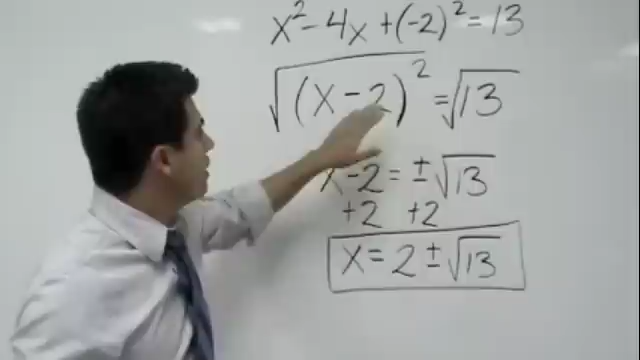 x² - 4x + (-2)² = 13
√(x - 2)² = √13
x - 2 = ± √13
+2 +2
x = 2 ± √13